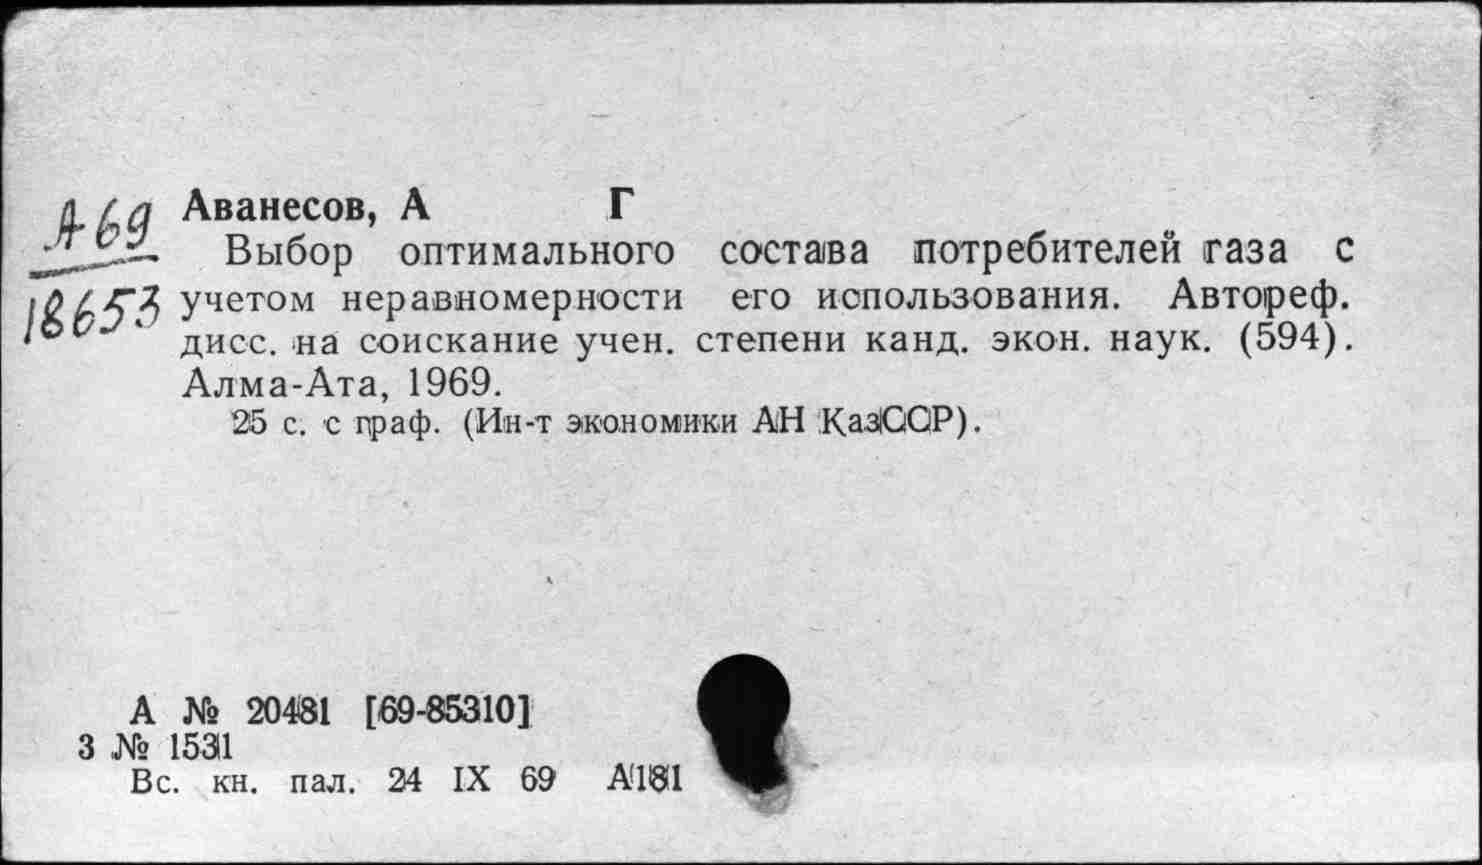 А-69
18653
Аванесов, А Г
Выбор оптимального состава потребителей газа с
учетом неравномерности его использования. Автореф.
дисс. на соискание учен. степени канд. экон. наук. (594).
Алма-Ата, 1969.
25 с. с граф. (Ин-т экономики АН КазССР).
А № 20481 [69-85310]
З № 1531
Вс. кн. пал. 24 IX 69 А181